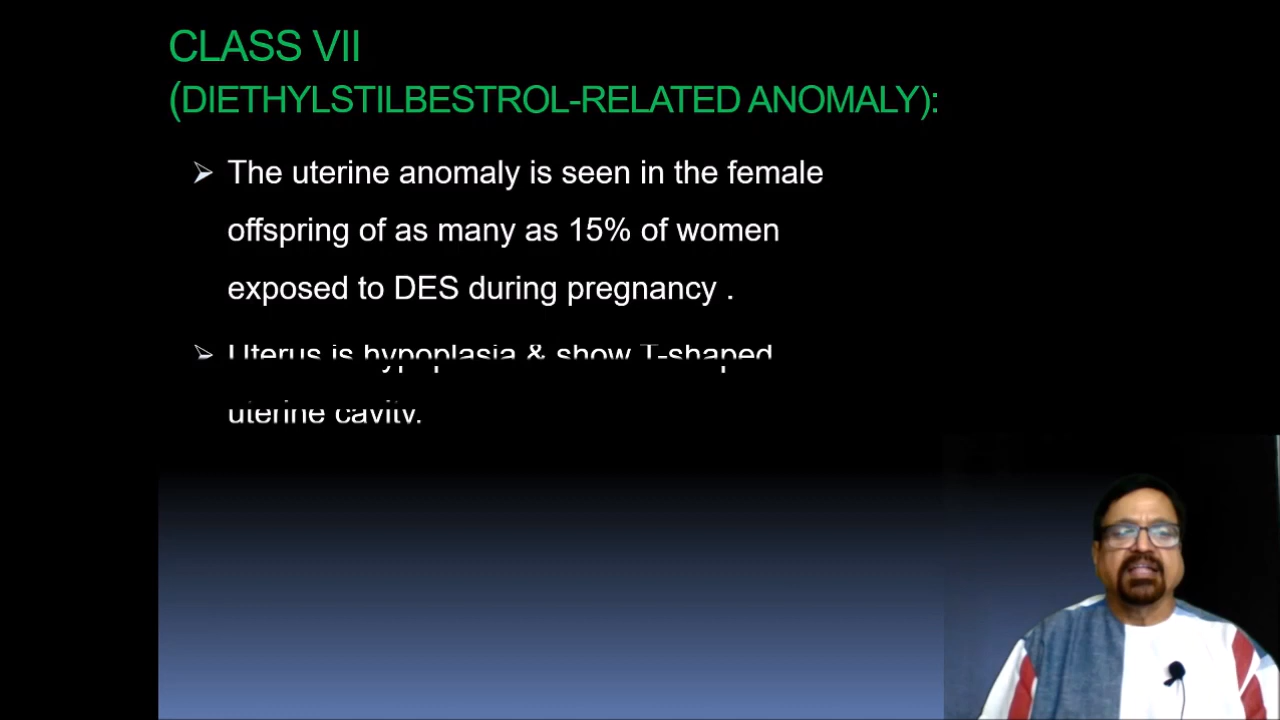 CLASS VII
(DIETHYLSTILBESTROL-RELATED ANOMALY):
➢ The uterine anomaly is seen in the female
offspring of as many as 15% of women
exposed to DES during pregnancy .
➢ Uterus is hypoplasia & show T-shaped
uterine cavity.